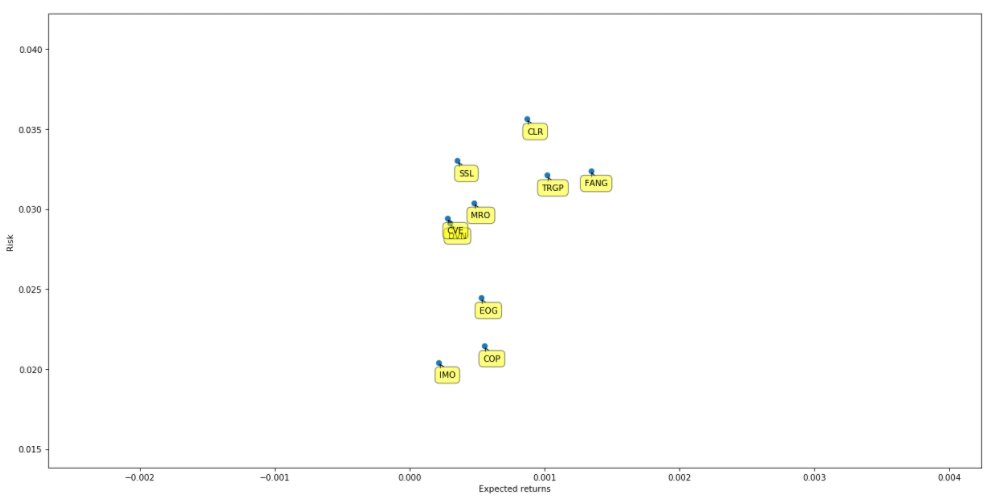 0.040
0.035
0.030
0.025
0.020
0.015
Risk
CLR
SSL
FANG
TRGP
MRO
CVE
DVN
EOG
COP
IMO
−0.002
−0.001
0.000
0.001
0.002
0.003
0.004
Expected returns